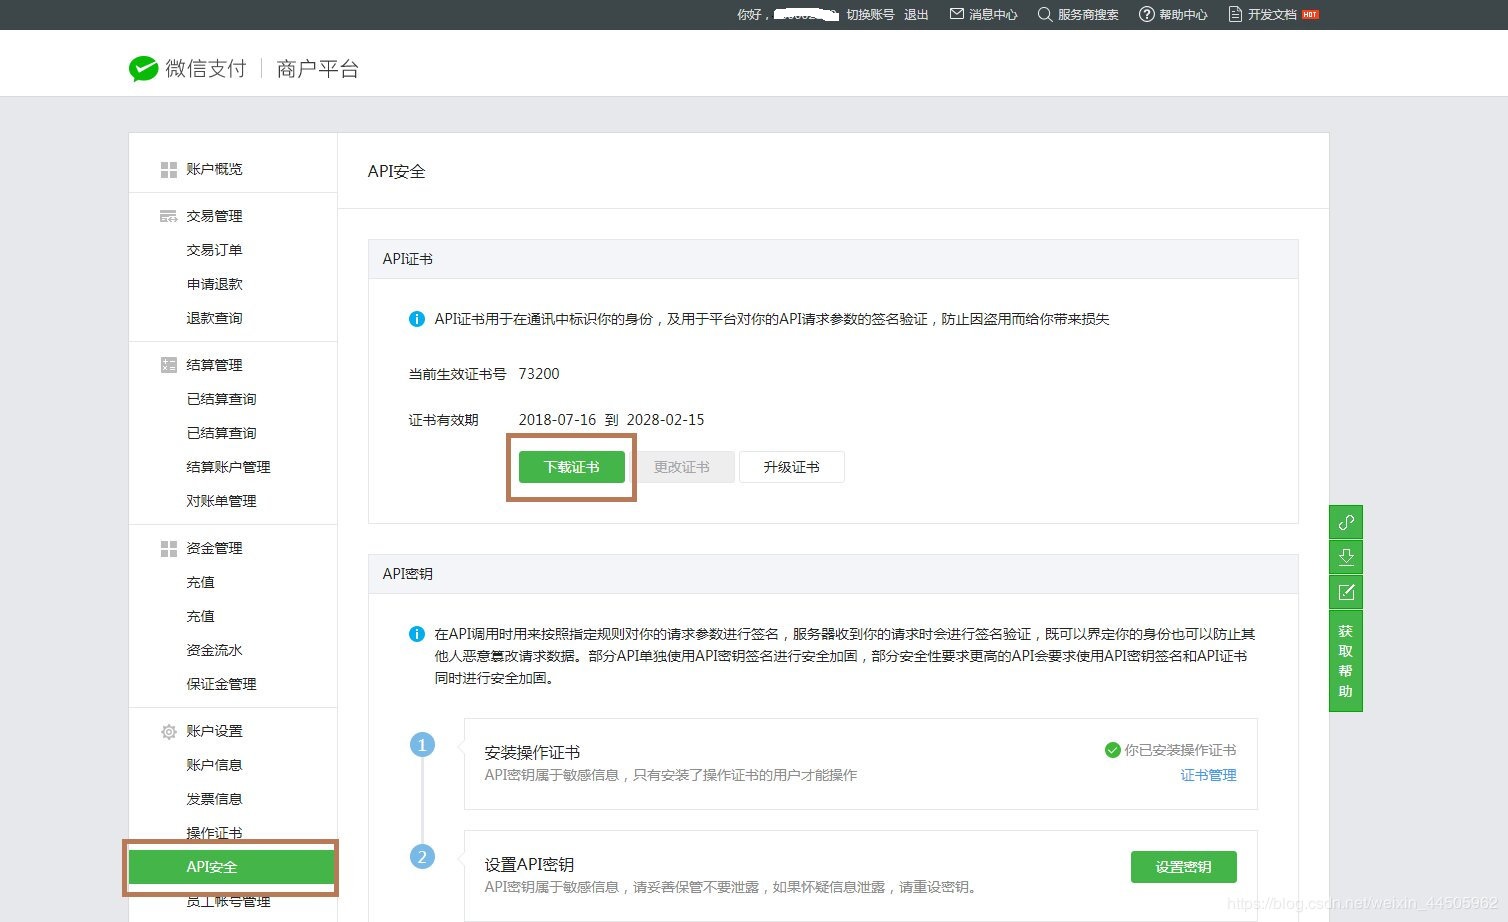 你好， 切换账号 退出 消息中心 服务商搜索 帮助中心 开发文档 HOT
微信支付 商户平台
账户概览
交易管理
交易订单
申请退款
退款查询
结算管理
已结算查询
已结算查询
结算账户管理
对账单管理
资金管理
充值
充值
资金流水
保证金管理
账户设置
账户信息
发票信息
操作证书
API安全
员工帐号管理
API安全
API证书
API证书用于在通讯中标识你的身份，及用于平台对你的API请求参数的签名验证，防止因盗用而给你带来损失
当前生效证书号 73200
证书有效期 2018-07-16 到 2028-02-15
下载证书 更改证书 升级证书
API密钥
在API调用时用来按照指定规则对你的请求参数进行签名，服务器收到你的请求时会进行签名验证，既可以界定你的身份也可以防止其
他人恶意篡改请求数据。部分API单独使用API密钥签名进行安全加固，部分安全性要求更高的API会要求使用API密钥签名和API证书
同时进行安全加固。
1
安装操作证书
你已安装操作证书
API密钥属于敏感信息，只有安装了操作证书的用户才能操作
证书管理
2
设置API密钥
设置密钥
API密钥属于敏感信息，请妥善保管不要泄露，如果怀疑信息泄露，请重设密钥。
获
取
帮
助
https://blog.csdn.net/weixin_44505962